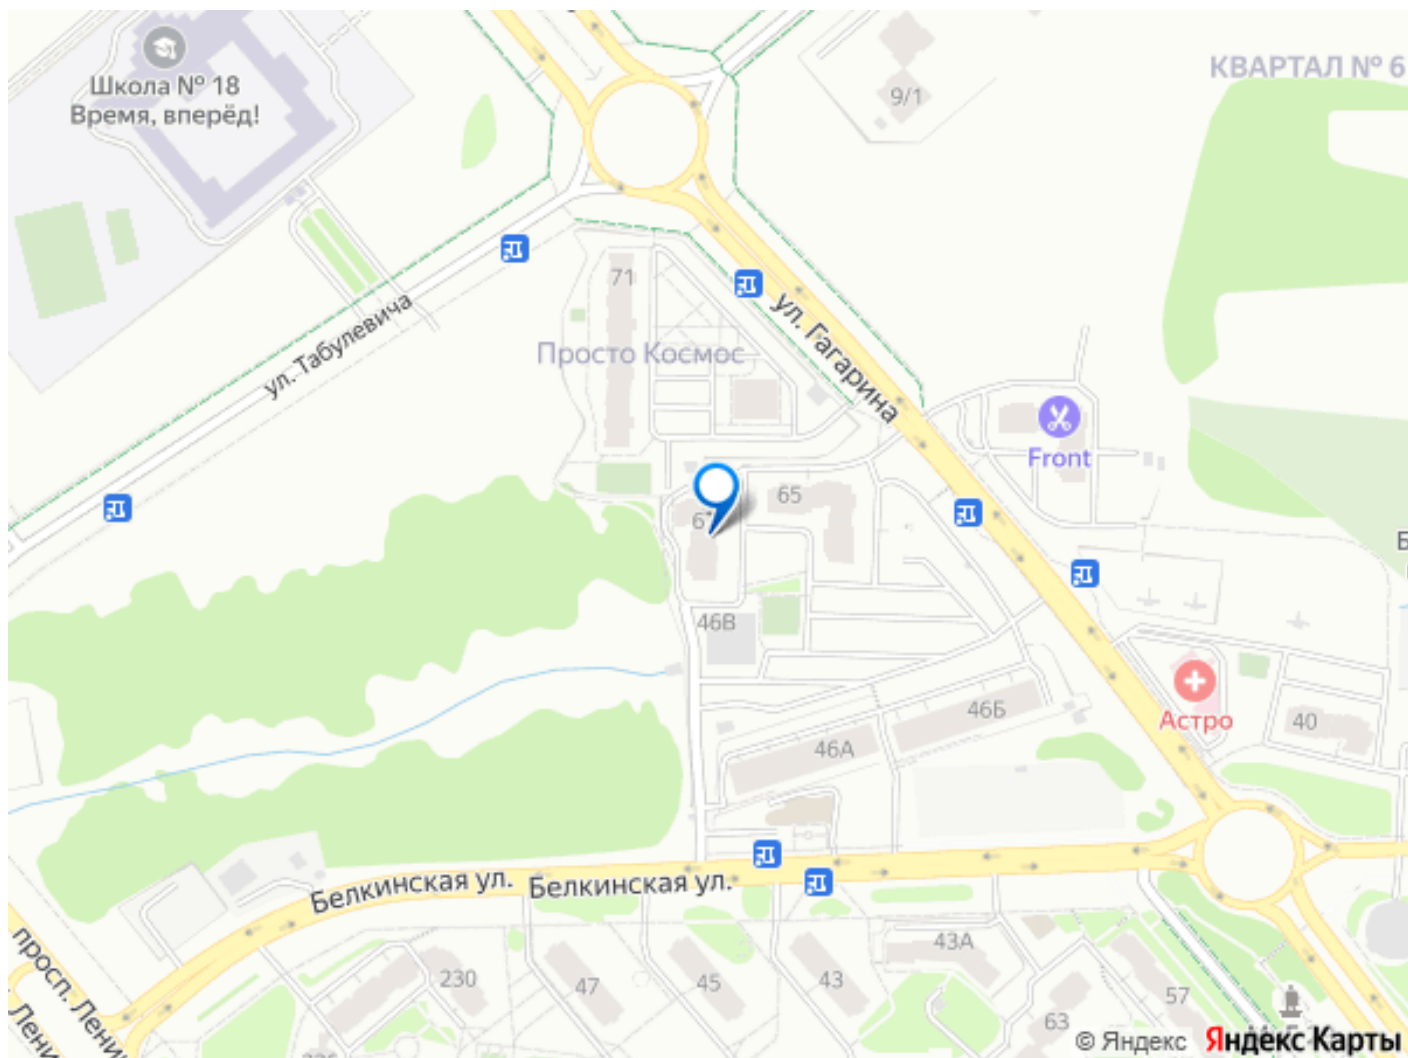 Школа № 18
Время, вперёд!
9/1
КВАРТАЛ № 6
71
ул. Табулевича
Просто Космос
ул. Гагарина
Front
65
46В
46Б
46А
Астро
40
Белкинская ул.
Белкинская ул.
просп. Лени
Лени
230
47
45
43
43А
57
63
© Яндекс Яндекс Карты